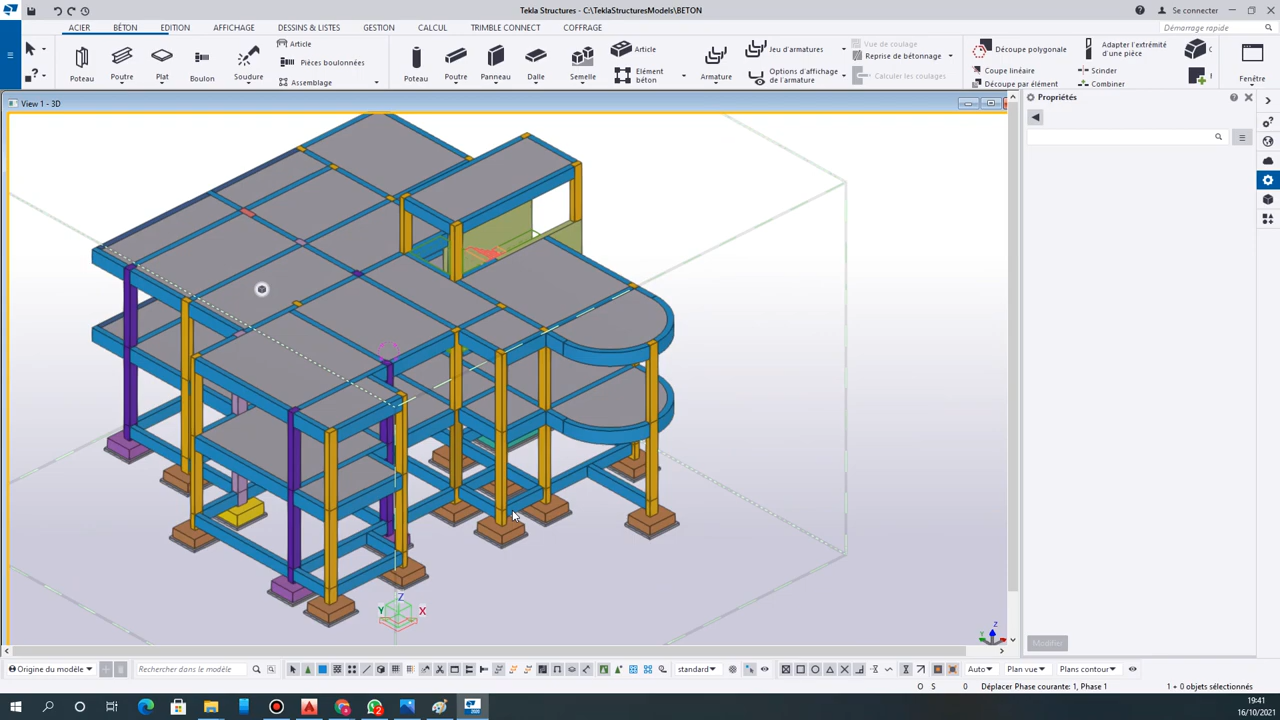 Tekla Structures - C:\TeklaStructuresModels\BETON
Se connecter
ACIER BÉTON EDITION AFFICHAGE DESSINS & LISTES GESTION CALCUL TRIMBLE CONNECT COFFRAGE
Démarrage rapide
Poteau Poutre Plat Boulon Soudure
Article
Pièces boulonnées
Assemblage
Poteau Poutre Panneau Dalle Semelle
Article
Elément béton
Armature
Jeu d'armatures
Options d'affichage de l'armature
Vue de coulage
Reprise de bétonnage
Calculer les coulages
Découpe polygonale
Coupe linéaire
Découpe par élément
Adapter l'extrémité d'une pièce
Scinder
Combiner
C
Fenêtre
View 1 - 3D
Propriétés
Z
Y X
Modifier
Origine du modèle
Rechercher dans le modèle
standard
Auto
Plan vue
Plans contour
O S 0 Déplacer Phase courante: 1, Phase 1
1 + 0 objets sélectionnés
19:41
16/10/2021